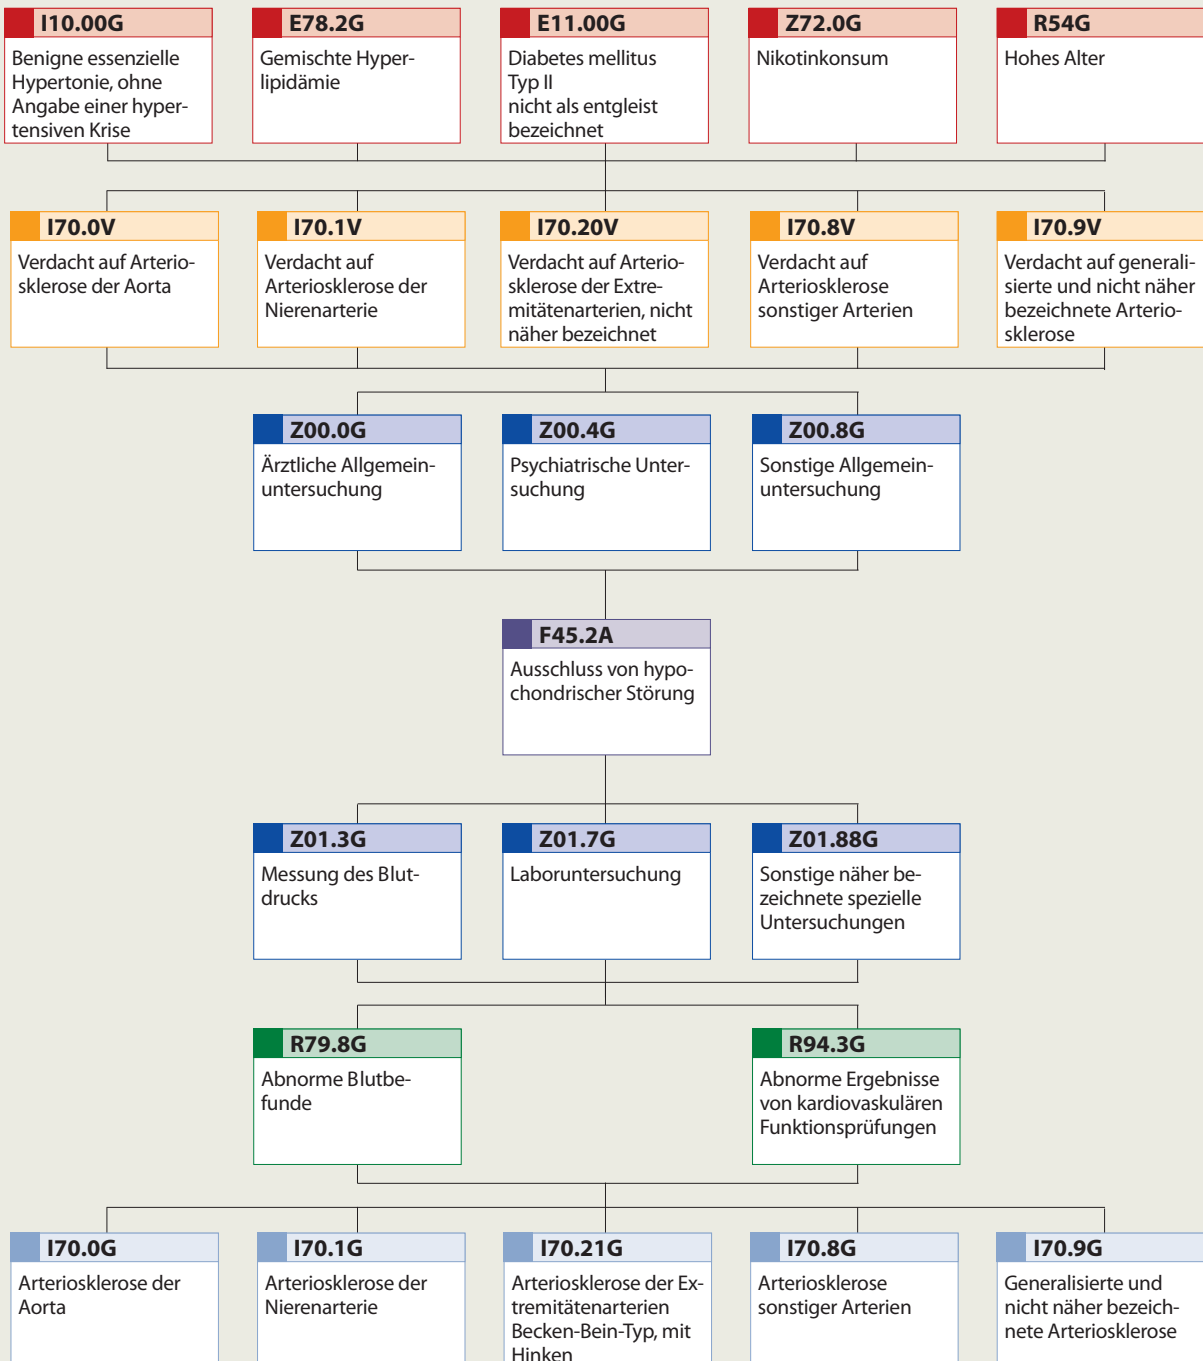 I10.00G
Benigne essenzielle
Hypertonie, ohne
Angabe einer hyper-
tensiven Krise
E78.2G
Gemischte Hyper-
lipidämie
E11.00G
Diabetes mellitus
Typ II
nicht als entgleist
bezeichnet
Z72.0G
Nikotinkonsum
R54G
Hohes Alter
I70.0V
Verdacht auf Arterio-
sklerose der Aorta
I70.1V
Verdacht auf
Arteriosklerose der
Nierenarterie
I70.20V
Verdacht auf Arterio-
sklerose der Extre-
mitätenarterien, nicht
näher bezeichnet
I70.8V
Verdacht auf
Arteriosklerose
sonstiger Arterien
I70.9V
Verdacht auf generali-
sierte und nicht näher
bezeichnete Arterio-
sklerose
Z00.0G
Ärztliche Allgemein-
untersuchung
Z00.4G
Psychiatrische Unter-
suchung
Z00.8G
Sonstige Allgemein-
untersuchung
F45.2A
Ausschluss von hypo-
chondrischer Störung
Z01.3G
Messung des Blut-
drucks
Z01.7G
Laboruntersuchung
Z01.88G
Sonstige näher be-
zeichnete spezielle
Untersuchungen
R79.8G
Abnorme Blutbe-
funde
R94.3G
Abnorme Ergebnisse
von kardiovaskulären
Funktionsprüfungen
I70.0G
Arteriosklerose der
Aorta
I70.1G
Arteriosklerose der
Nierenarterie
I70.21G
Arteriosklerose der Ex-
tremitätenarterien
Becken-Bein-Typ, mit
Hinken
I70.8G
Arteriosklerose
sonstiger Arterien
I70.9G
Generalisierte und
nicht näher bezeich-
nete Arteriosklerose